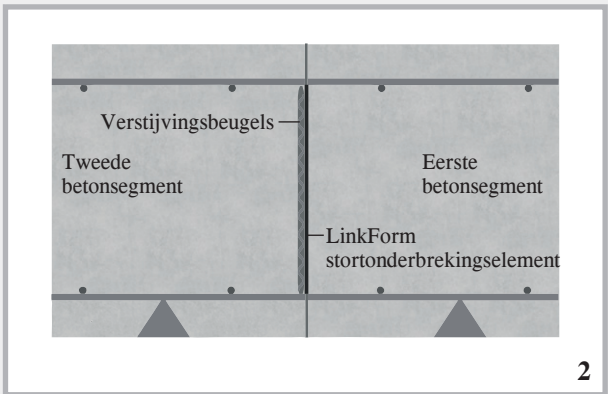 Verstijvingsbeugels
Tweede
betonsegment
Eerste
betonsegment
LinkForm
stortonderbrekingselement
2